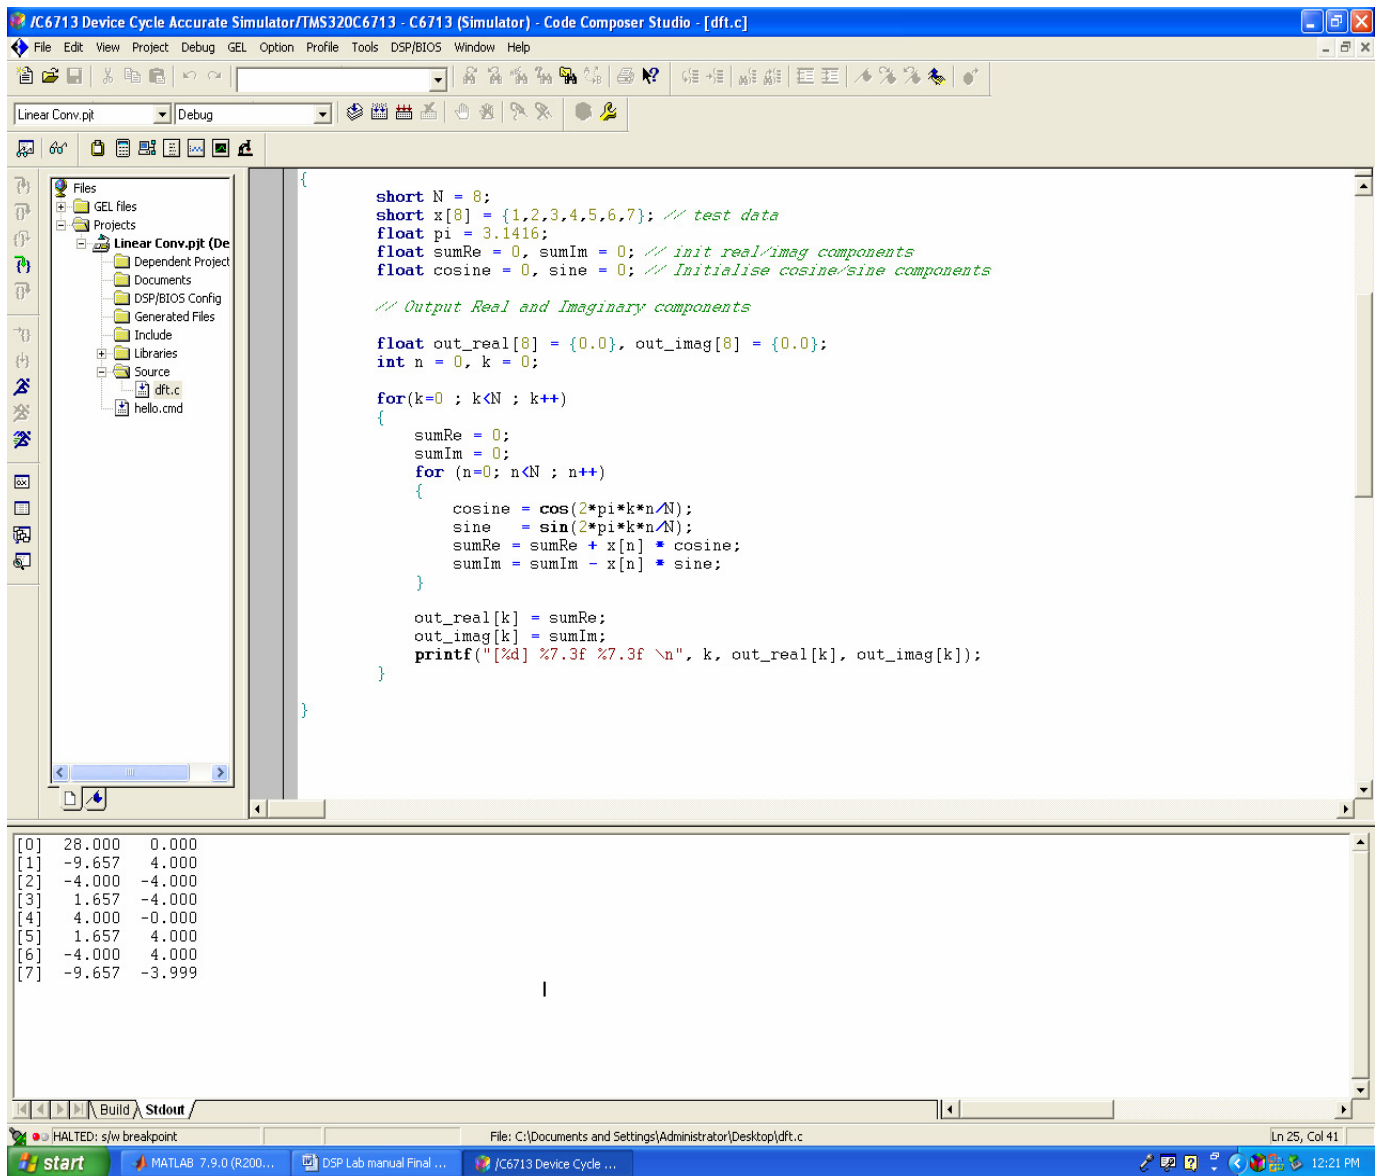 /C6713 Device Cycle Accurate Simulator/TMS320C6713 - C6713 (Simulator) - Code Composer Studio - [dft.c]
File Edit View Project Debug GEL Option Profile Tools DSP/BIOS Window Help
Linear Conv.pjt Debug
Files
GEL files
Projects
Linear Conv.pjt (De
Dependent Project
Documents
DSP/BIOS Config
Generated Files
Include
Libraries
Source
dft.c
hello.cmd
{
short N = 8;
short x[8] = {1,2,3,4,5,6,7}; // test data
float pi = 3.1416;
float sumRe = 0, sumIm = 0; // init real/imag components
float cosine = 0, sine = 0; // Initialise cosine/sine components
// Output Real and Imaginary components
float out_real[8] = {0.0}, out_imag[8] = {0.0};
int n = 0, k = 0;
for(k=0 ; k<N ; k++)
{
sumRe = 0;
sumIm = 0;
for (n=0; n<N ; n++)
{
cosine = cos(2*pi*k*n/N);
sine   = sin(2*pi*k*n/N);
sumRe = sumRe + x[n] * cosine;
sumIm = sumIm - x[n] * sine;
}
out_real[k] = sumRe;
out_imag[k] = sumIm;
printf("[%d] %7.3f %7.3f \n", k, out_real[k], out_imag[k]);
}
}
[0] 28.000 0.000
[1] -9.657 4.000
[2] -4.000 -4.000
[3] 1.657 -4.000
[4] 4.000 -0.000
[5] 1.657 4.000
[6] -4.000 4.000
[7] -9.657 -3.999
Build Stdout
HALTED: s/w breakpoint File: C:\Documents and Settings\Administrator\Desktop\dft.c Ln 25, Col 41
start MATLAB 7.9.0 (R200... DSP Lab manual Final ... /C6713 Device Cycle ... 12:21 PM